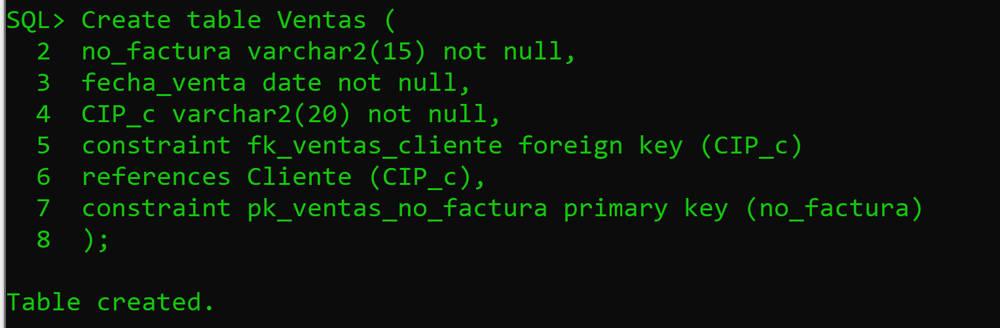 SQL> Create table Ventas (
  2  no_factura varchar2(15) not null,
  3  fecha_venta date not null,
  4  CIP_c varchar2(20) not null,
  5  constraint fk_ventas_cliente foreign key (CIP_c)
  6  references Cliente (CIP_c),
  7  constraint pk_ventas_no_factura primary key (no_factura)
  8  );
Table created.